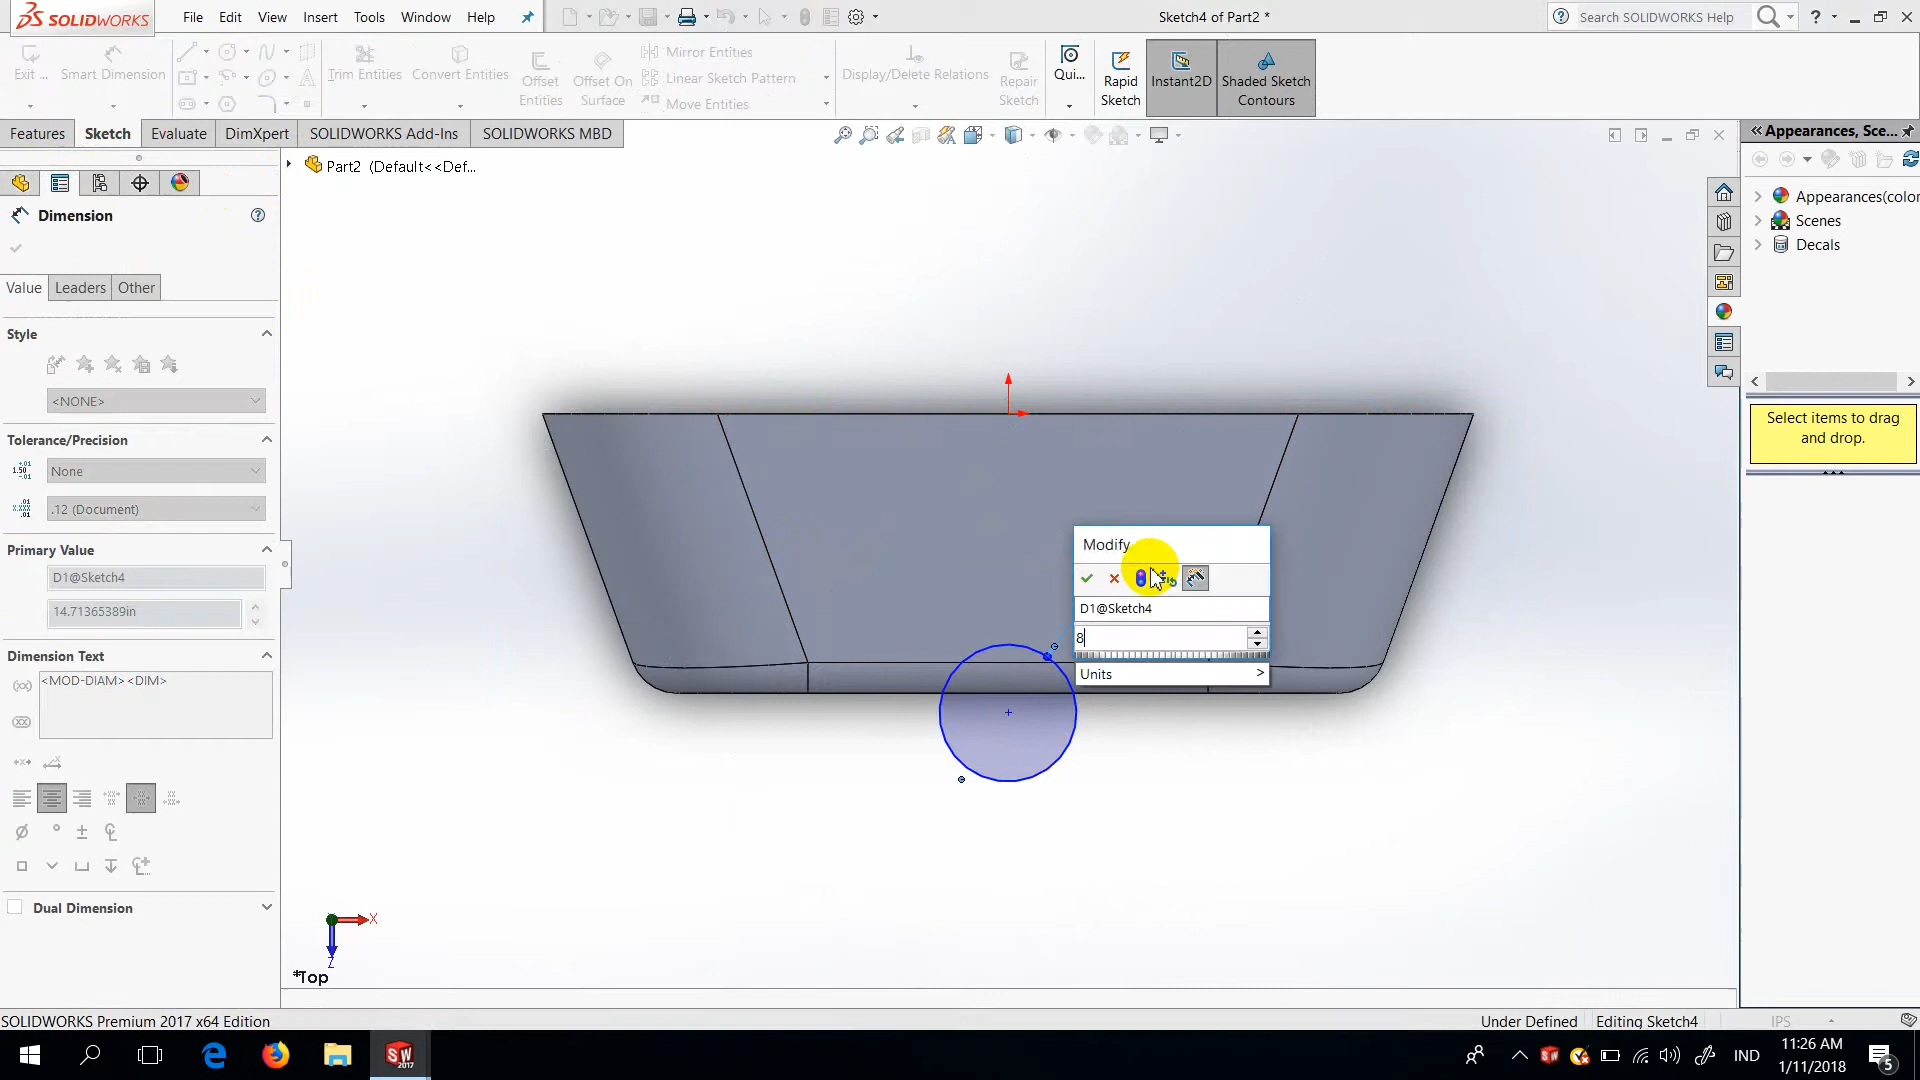 SOLIDWORKS
File Edit View Insert Tools Window Help
Sketch4 of Part2 *
Search SOLIDWORKS Help
Exit ...
Smart Dimension
Trim Entities
Convert Entities
Offset Entities
Offset On Surface
Mirror Entities
Linear Sketch Pattern
Move Entities
Display/Delete Relations
Repair Sketch
Qui...
Rapid Sketch
Instant2D
Shaded Sketch Contours
Features Sketch Evaluate DimXpert SOLIDWORKS Add-Ins SOLIDWORKS MBD
Part2 (Default<<Def...
Appearances, Sce...
Appearances(color
Scenes
Decals
Select items to drag and drop.
Dimension
Value Leaders Other
Style
<NONE>
Tolerance/Precision
None
.12 (Document)
Primary Value
D1@Sketch4
14.71365389in
Dimension Text
<MOD-DIAM><DIM>
Dual Dimension
Modify
D1@Sketch4
8
Units >
X
Z
*Top
SOLIDWORKS Premium 2017 x64 Edition
Under Defined Editing Sketch4 IPS
SW 2017
IND
11:26 AM
1/11/2018
5